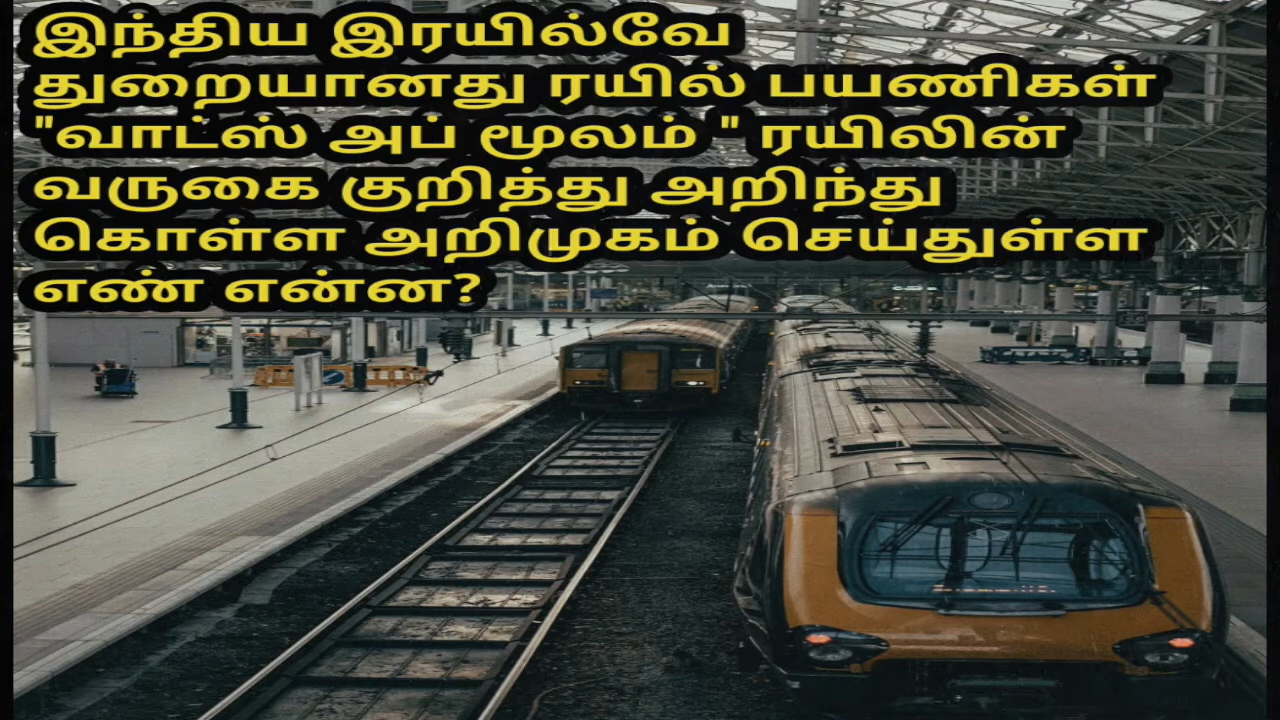 இந்திய இரயில்வே
துறையானது ரயில் பயணிகள்
"வாட்ஸ் அப் மூலம் " ரயிலின்
வருகை குறித்து அறிந்து
கொள்ள அறிமுகம் செய்துள்ள
எண் என்ன?